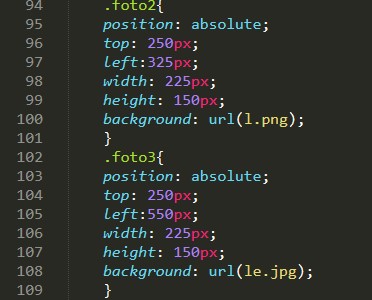 94 .foto2{
95 position: absolute;
96 top: 250px;
97 left:325px;
98 width: 225px;
99 height: 150px;
100 background: url(l.png);
101 }
102 .foto3{
103 position: absolute;
104 top: 250px;
105 left:550px;
106 width: 225px;
107 height: 150px;
108 background: url(le.jpg);
109 }